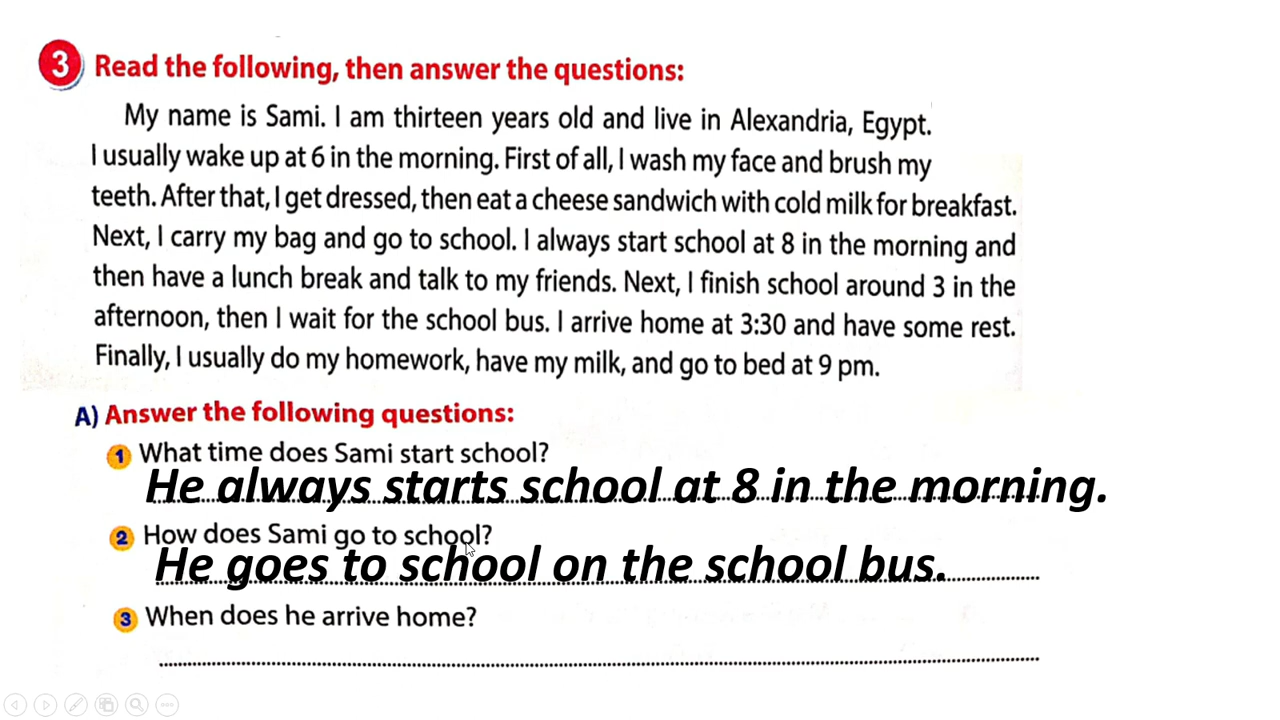 3 Read the following, then answer the questions:
My name is Sami. I am thirteen years old and live in Alexandria, Egypt.
I usually wake up at 6 in the morning. First of all, I wash my face and brush my
teeth. After that, I get dressed, then eat a cheese sandwich with cold milk for breakfast.
Next, I carry my bag and go to school. I always start school at 8 in the morning and
then have a lunch break and talk to my friends. Next, I finish school around 3 in the
afternoon, then I wait for the school bus. I arrive home at 3:30 and have some rest.
Finally, I usually do my homework, have my milk, and go to bed at 9 pm.
A) Answer the following questions:
1 What time does Sami start school?
He always starts school at 8 in the morning.
2 How does Sami go to school?
He goes to school on the school bus.
3 When does he arrive home?